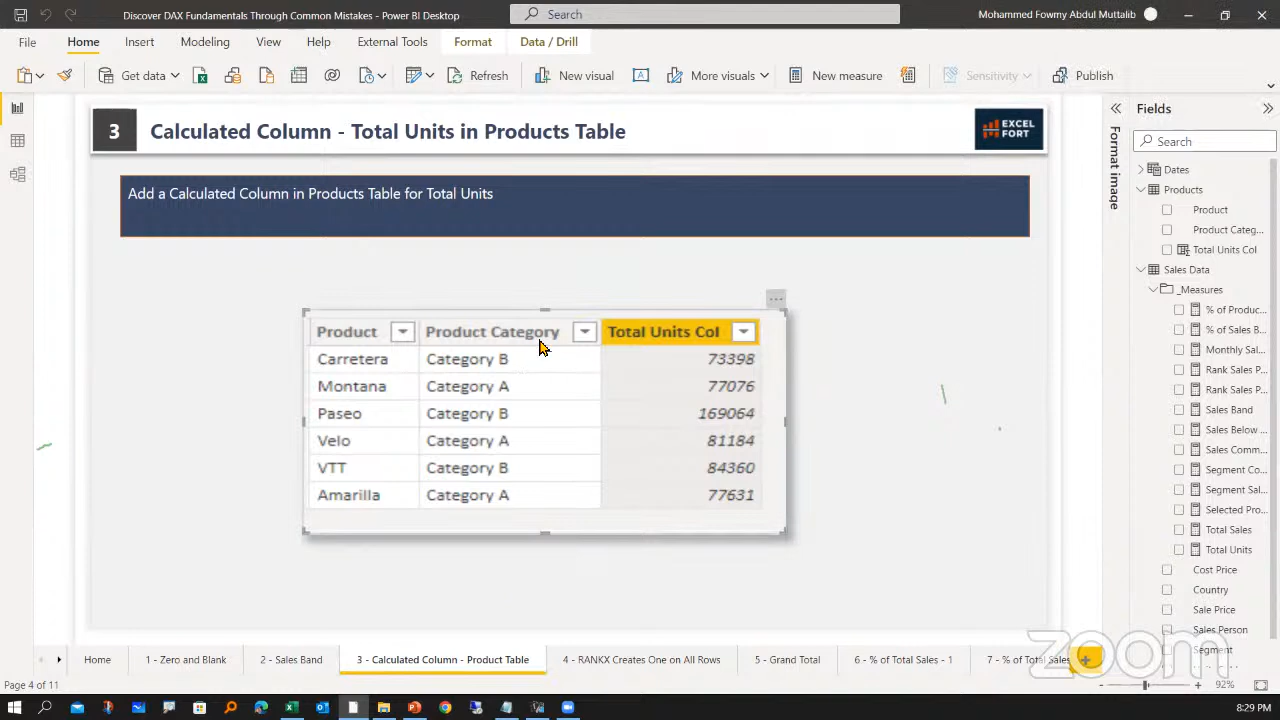 Discover DAX Fundamentals Through Common Mistakes - Power BI Desktop
Search
Mohammed Fowmy Abdul Muttalib
File
Home
Insert
Modeling
View
Help
External Tools
Format
Data / Drill
Get data
Refresh
New visual
More visuals
New measure
Sensitivity
Publish
3
Calculated Column - Total Units in Products Table
EXCEL
FORT
Add a Calculated Column in Products Table for Total Units
Product Product Category Total Units Col
Carretera Category B 73398
Montana Category A 77076
Paseo Category B 169064
Velo Category A 81184
VTT Category B 84360
Amarilla Category A 77631
Format image
Fields
Search
Dates
Products
Product
Product Categ...
Total Units Col
Sales Data
_Measures
% of Produc...
% of Sales B...
Monthly Sal...
Rank Sales P...
Rank Sales P...
Sales Band
Sales Below ...
Sales Comm...
Segment Co...
Segment Sal...
Selected Pro...
Total Sales
Total Units
Cost Price
Country
Sale Price
Sales Person
Segment
zoom
Home
1 - Zero and Blank
2 - Sales Band
3 - Calculated Column - Product Table
4 - RANKX Creates One on All Rows
5 - Grand Total
6 - % of Total Sales - 1
7 - % of Total Sales
Page 4 of 11
92%
8:29 PM